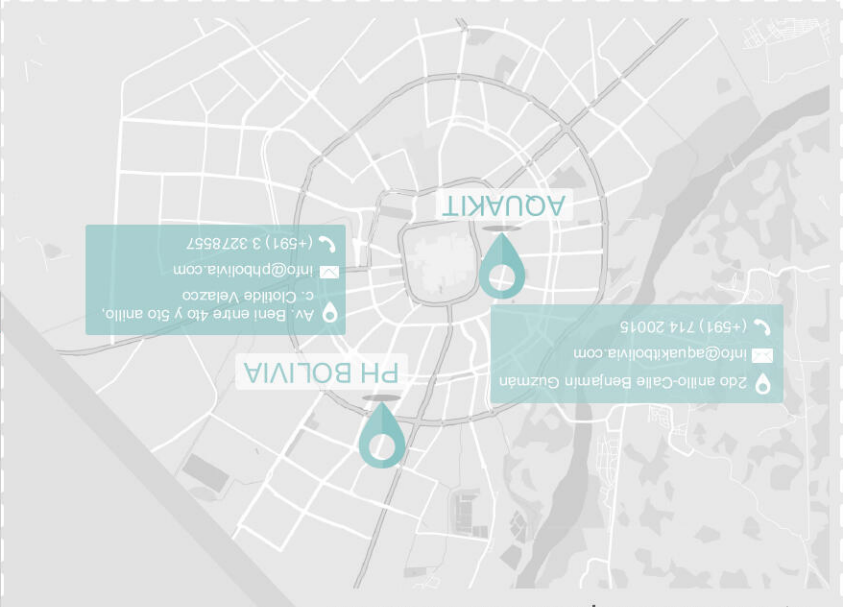 PH BOLIVIA
Av. Beni entre 4to y 5to anillo,
c. Clotilde Velazco
info@phbolivia.com
(+591) 3 3278557
2do anillo-Calle Benjamín Guzmán
info@aquakitbolivia.com
(+591) 714 20015
AQUAKIT